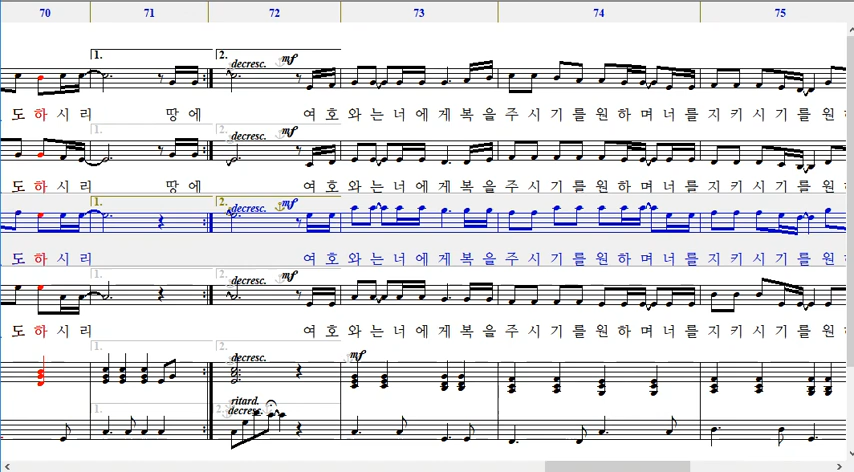 70 71 72 73 74 75
1. 2. decresc. mf
도 하 시 리 땅 에 여 호 와 는 너 에 게 복 을 주 시 기 를 원 하 며 너 를 지 키 시 기 를 원
1. 2. decresc. mf
도 하 시 리 땅 에 여 호 와 는 너 에 게 복 을 주 시 기 를 원 하 며 너 를 지 키 시 기 를 원
1. 2. decresc. mf
도 하 시 리 여 호 와 는 너 에 게 복 을 주 시 기 를 원 하 며 너 를 지 키 시 기 를 원
1. 2. decresc. mf
도 하 시 리 여 호 와 는 너 에 게 복 을 주 시 기 를 원 하 며 너 를 지 키 시 기 를 원
1. 2. decresc. mf
ritard.
1. 2. decresc.